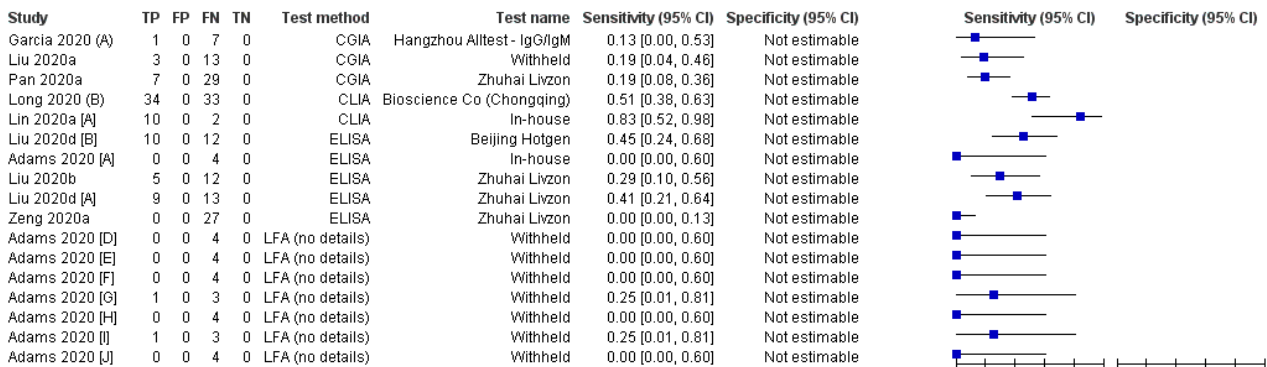 Study TP FP FN TN Test method Test name Sensitivity (95% CI) Specificity (95% CI) Sensitivity (95% CI) Specificity (95% CI)
Garcia 2020 (A) 1 0 7 0 CGIA Hangzhou Alltest - IgG/IgM 0.13 [0.00, 0.53] Not estimable
Liu 2020a 3 0 13 0 CGIA Withheld 0.19 [0.04, 0.46] Not estimable
Pan 2020a 7 0 29 0 CGIA Zhuhai Livzon 0.19 [0.08, 0.36] Not estimable
Long 2020 (B) 34 0 33 0 CLIA Bioscience Co (Chongqing) 0.51 [0.38, 0.63] Not estimable
Lin 2020a [A] 10 0 2 0 CLIA In-house 0.83 [0.52, 0.98] Not estimable
Liu 2020d [B] 10 0 12 0 ELISA Beijing Hotgen 0.45 [0.24, 0.68] Not estimable
Adams 2020 [A] 0 0 4 0 ELISA In-house 0.00 [0.00, 0.60] Not estimable
Liu 2020b 5 0 12 0 ELISA Zhuhai Livzon 0.29 [0.10, 0.56] Not estimable
Liu 2020d [A] 9 0 13 0 ELISA Zhuhai Livzon 0.41 [0.21, 0.64] Not estimable
Zeng 2020a 0 0 27 0 ELISA Zhuhai Livzon 0.00 [0.00, 0.13] Not estimable
Adams 2020 [D] 0 0 4 0 LFA (no details) Withheld 0.00 [0.00, 0.60] Not estimable
Adams 2020 [E] 0 0 4 0 LFA (no details) Withheld 0.00 [0.00, 0.60] Not estimable
Adams 2020 [F] 0 0 4 0 LFA (no details) Withheld 0.00 [0.00, 0.60] Not estimable
Adams 2020 [G] 1 0 3 0 LFA (no details) Withheld 0.25 [0.01, 0.81] Not estimable
Adams 2020 [H] 0 0 4 0 LFA (no details) Withheld 0.00 [0.00, 0.60] Not estimable
Adams 2020 [I] 1 0 3 0 LFA (no details) Withheld 0.25 [0.01, 0.81] Not estimable
Adams 2020 [J] 0 0 4 0 LFA (no details) Withheld 0.00 [0.00, 0.60] Not estimable